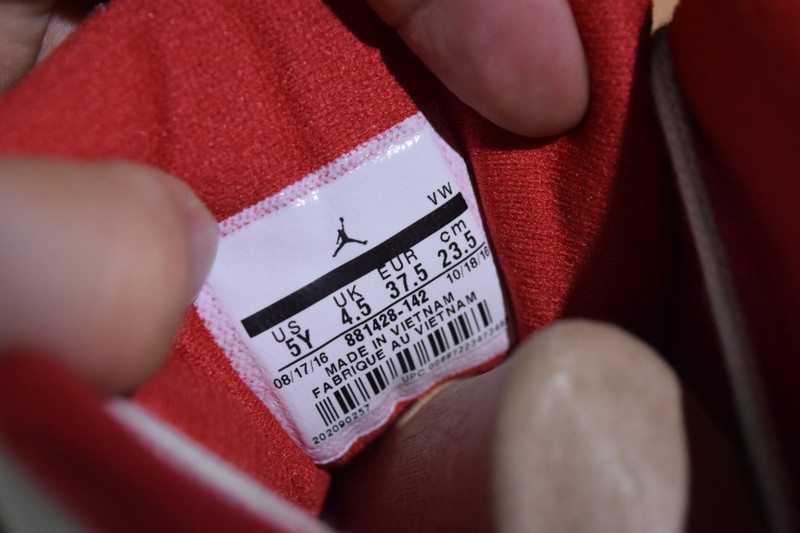 VW
US UK EUR cm
5Y 4.5 37.5 23.5
08/17/16 881428-142 10/18/16
MADE IN VIETNAM
FABRIQUE AU VIETNAM
202090257 UPC